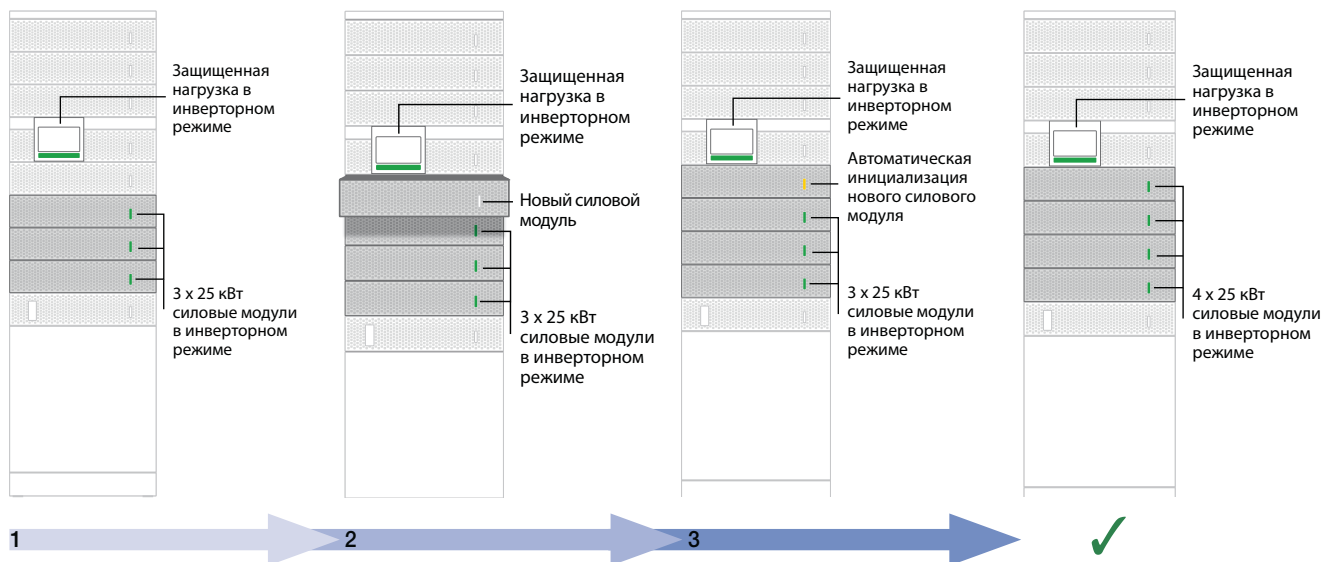 Защищенная
нагрузка в
инверторном
режиме
3 x 25 кВт
силовые модули
в инверторном
режиме
Защищенная
нагрузка в
инверторном
режиме
Новый силовой
модуль
3 x 25 кВт
силовые модули
в инверторном
режиме
Защищенная
нагрузка в
инверторном
режиме
Автоматическая
инициализация
нового силового
модуля
3 x 25 кВт
силовые модули
в инверторном
режиме
Защищенная
нагрузка в
инверторном
режиме
4 x 25 кВт
силовые модули
в инверторном
режиме
1
2
3